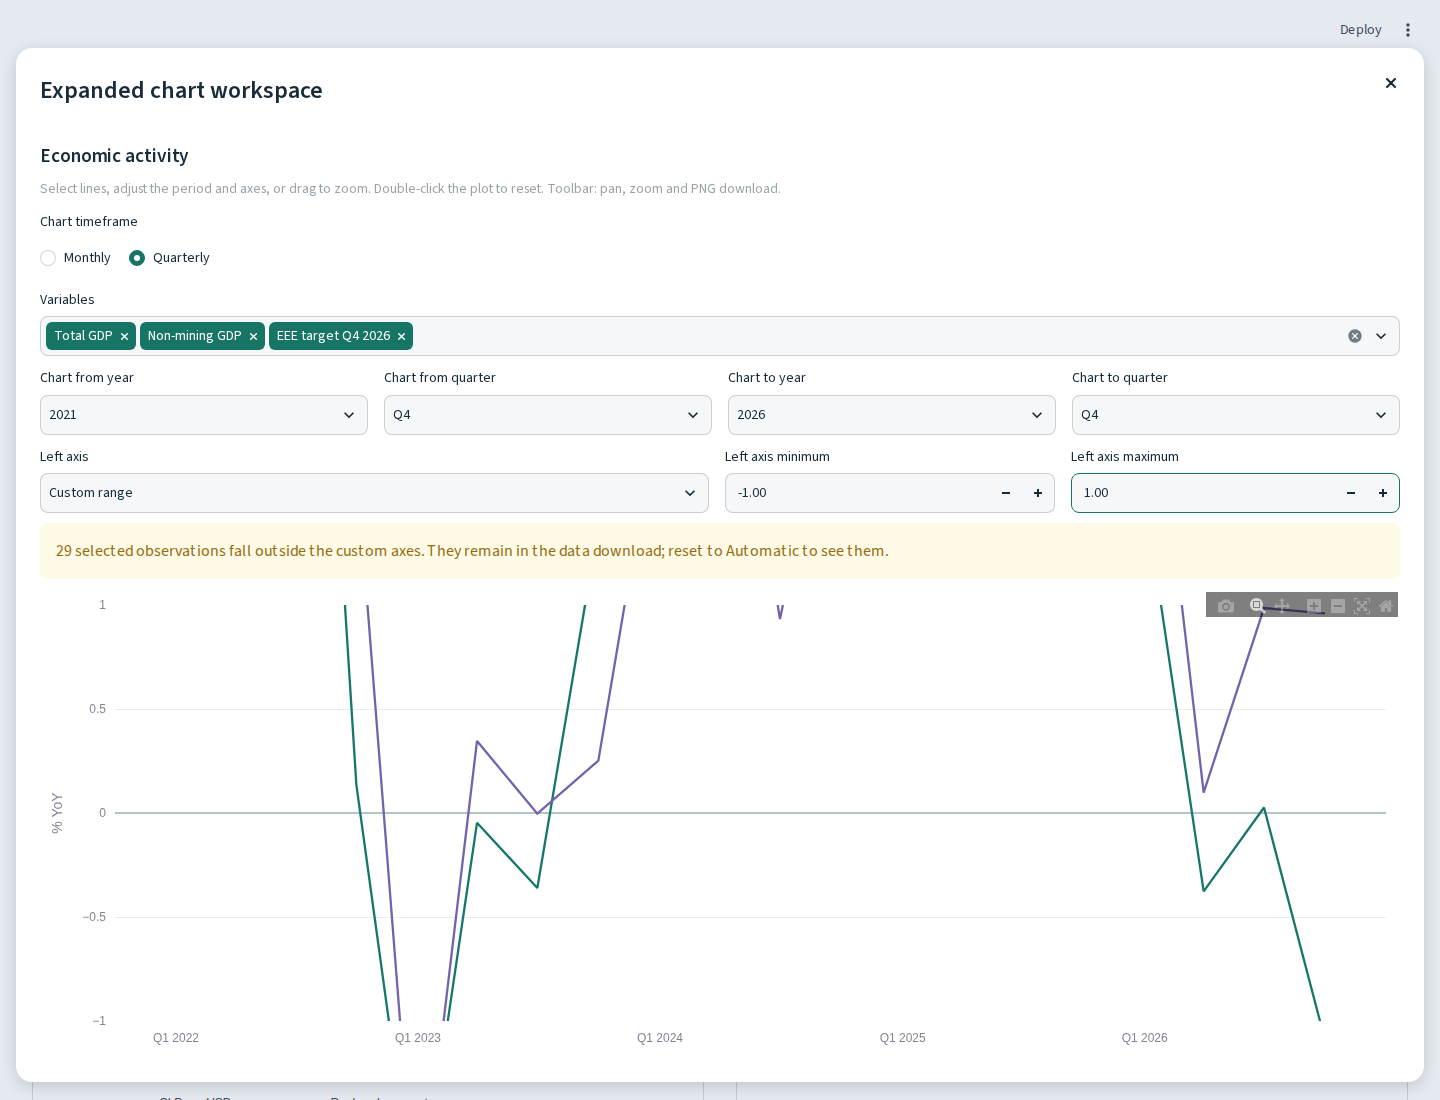 Deploy
Expanded chart workspace
Economic activity
Select lines, adjust the period and axes, or drag to zoom. Double-click the plot to reset. Toolbar: pan, zoom and PNG download.
Chart timeframe
Monthly Quarterly
Variables
Total GDP Non-mining GDP EEE target Q4 2026
Chart from year Chart from quarter Chart to year Chart to quarter
2021 Q4 2026 Q4
Left axis Left axis minimum Left axis maximum
Custom range -1.00 1.00
29 selected observations fall outside the custom axes. They remain in the data download; reset to Automatic to see them.
1
0.5
0
−0.5
−1
% YoY
Q1 2022 Q1 2023 Q1 2024 Q1 2025 Q1 2026